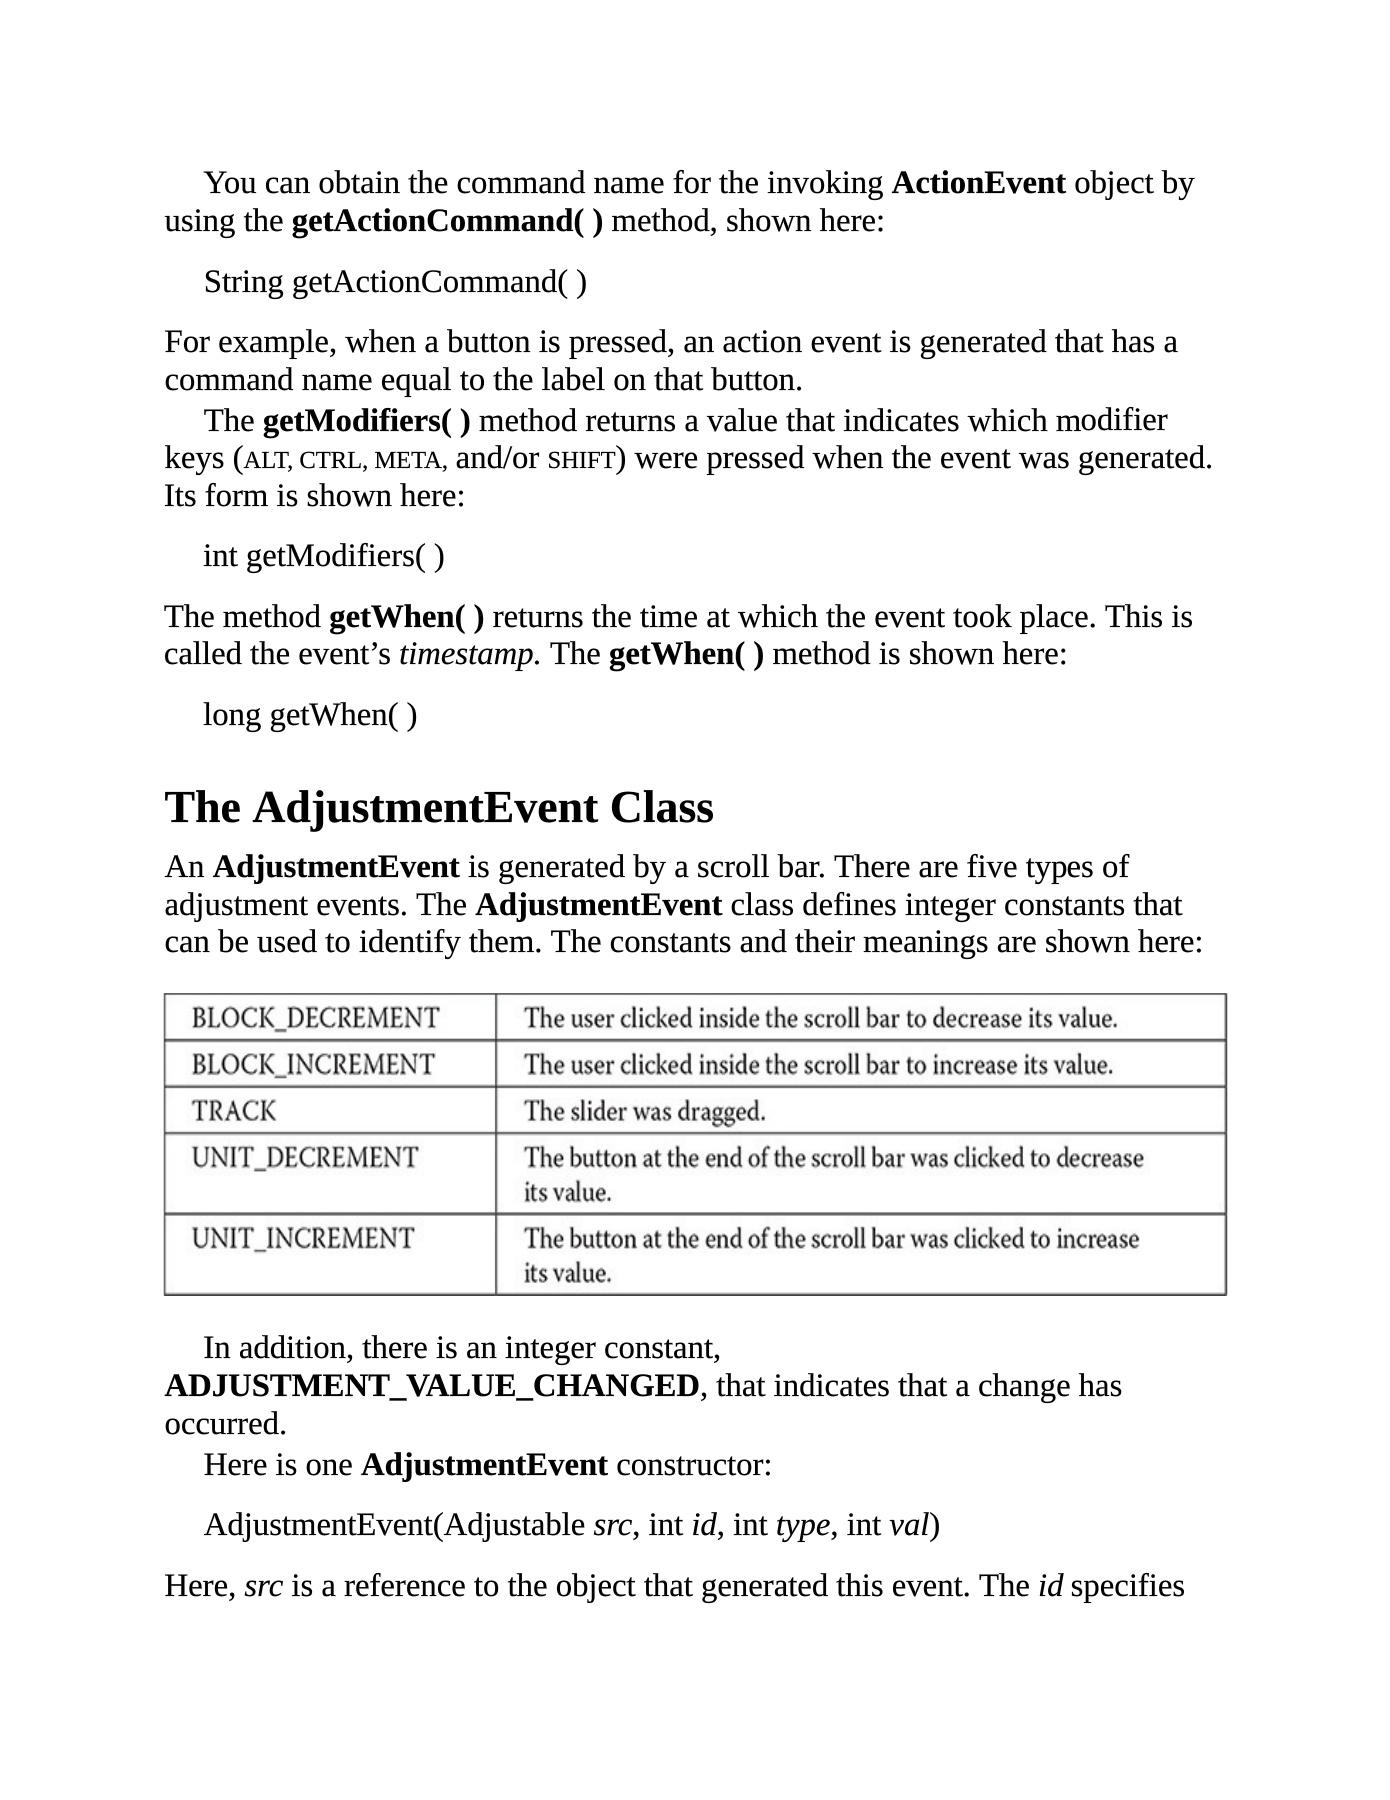 You can obtain the command name for the invoking ActionEvent object by
using the getActionCommand( ) method, shown here:
String getActionCommand( )
For example, when a button is pressed, an action event is generated that has a
command name equal to the label on that button.
The getModifiers( ) method returns a value that indicates which modifier
keys (ALT, CTRL, META, and/or SHIFT) were pressed when the event was generated.
Its form is shown here:
int getModifiers( )
The method getWhen( ) returns the time at which the event took place. This is
called the event’s timestamp. The getWhen( ) method is shown here:
long getWhen( )
The AdjustmentEvent Class
An AdjustmentEvent is generated by a scroll bar. There are five types of
adjustment events. The AdjustmentEvent class defines integer constants that
can be used to identify them. The constants and their meanings are shown here:
BLOCK_DECREMENT The user clicked inside the scroll bar to decrease its value.
BLOCK_INCREMENT The user clicked inside the scroll bar to increase its value.
TRACK The slider was dragged.
UNIT_DECREMENT The button at the end of the scroll bar was clicked to decrease
its value.
UNIT_INCREMENT The button at the end of the scroll bar was clicked to increase
its value.
In addition, there is an integer constant,
ADJUSTMENT_VALUE_CHANGED, that indicates that a change has
occurred.
Here is one AdjustmentEvent constructor:
AdjustmentEvent(Adjustable src, int id, int type, int val)
Here, src is a reference to the object that generated this event. The id specifies